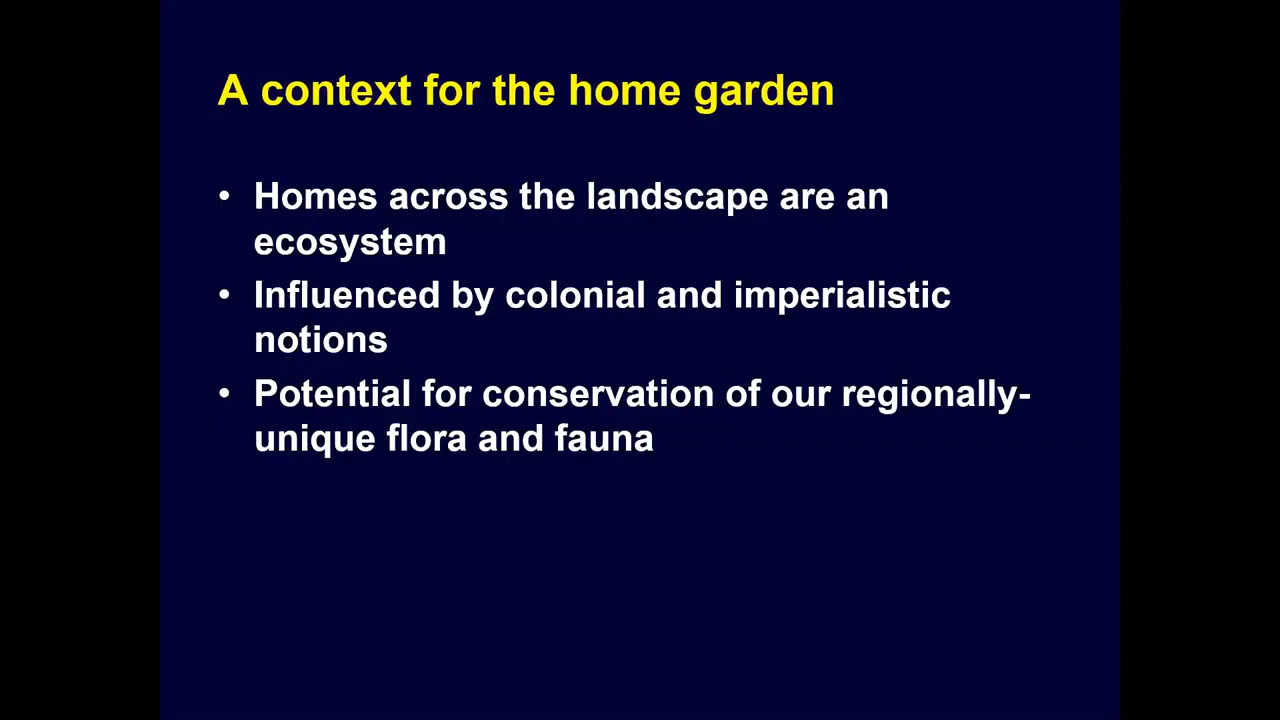 A context for the home garden
• Homes across the landscape are an
ecosystem
• Influenced by colonial and imperialistic
notions
• Potential for conservation of our regionally-
unique flora and fauna